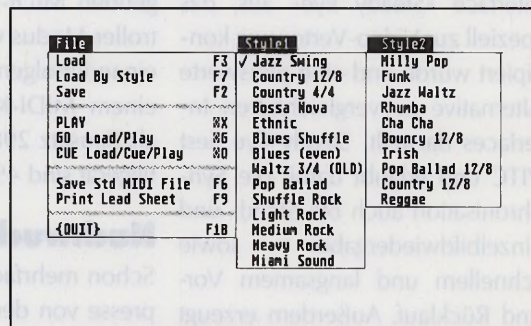 File
Load F3
Load By Style F7
Save F2
PLAY ⌘O
GO Load/Play ⌘G
CUE Load/Cue/Play ⌘Q
Save Std MIDI File F6
Print Lead Sheet F5
{QUIT} F10
Style1
✓ Jazz Swing
Country 12/8
Country 4/4
Bossa Nova
Ethnic
Blues Shuffle
Blues (even)
Waltz 3/4 (OLD)
Pop Ballad
Shuffle Rock
Light Rock
Medium Rock
Heavy Rock
Miami Sound
Style2
Milly Pop
Funk
Jazz Waltz
Rhumba
Cha Cha
Bouncy 12/8
Irish
Pop Ballad 12/8
Country 12/8
Reggae